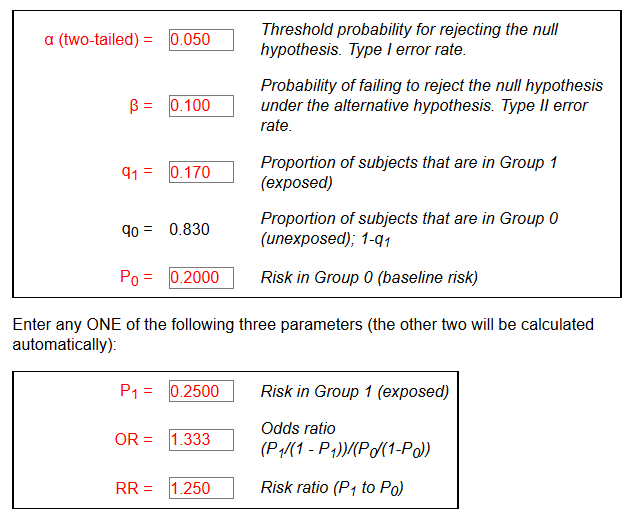 α (two-tailed) = 0.050 Threshold probability for rejecting the null
hypothesis. Type I error rate.
Probability of failing to reject the null hypothesis
β = 0.100 under the alternative hypothesis. Type II error
rate.
q1 = 0.170 Proportion of subjects that are in Group 1
(exposed)
q0 = 0.830 Proportion of subjects that are in Group 0
(unexposed); 1-q1
P0 = 0.2000 Risk in Group 0 (baseline risk)
Enter any ONE of the following three parameters (the other two will be calculated
automatically):
P1 = 0.2500 Risk in Group 1 (exposed)
OR = 1.333 Odds ratio
(P1/(1 - P1))/(P0/(1-P0))
RR = 1.250 Risk ratio (P1 to P0)